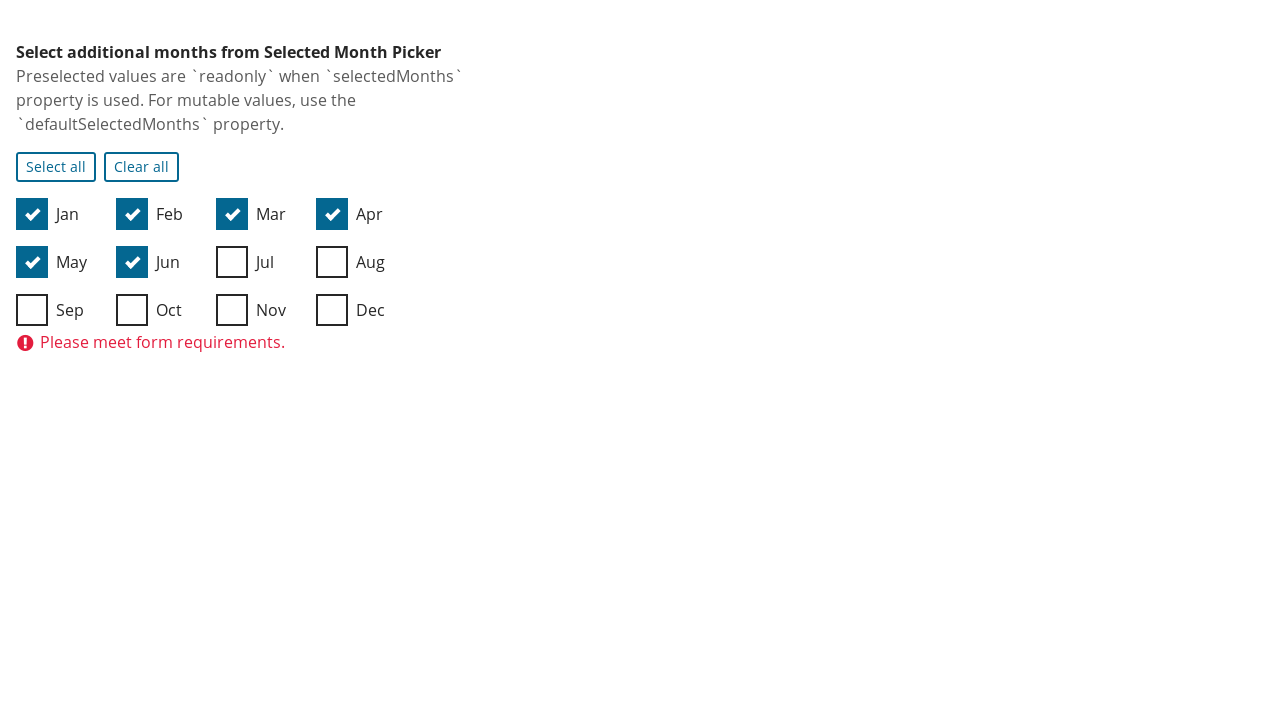 Select additional months from Selected Month Picker
Preselected values are `readonly` when `selectedMonths`
property is used. For mutable values, use the
`defaultSelectedMonths` property.
Select all Clear all
Jan Feb Mar Apr
May Jun Jul Aug
Sep Oct Nov Dec
Please meet form requirements.